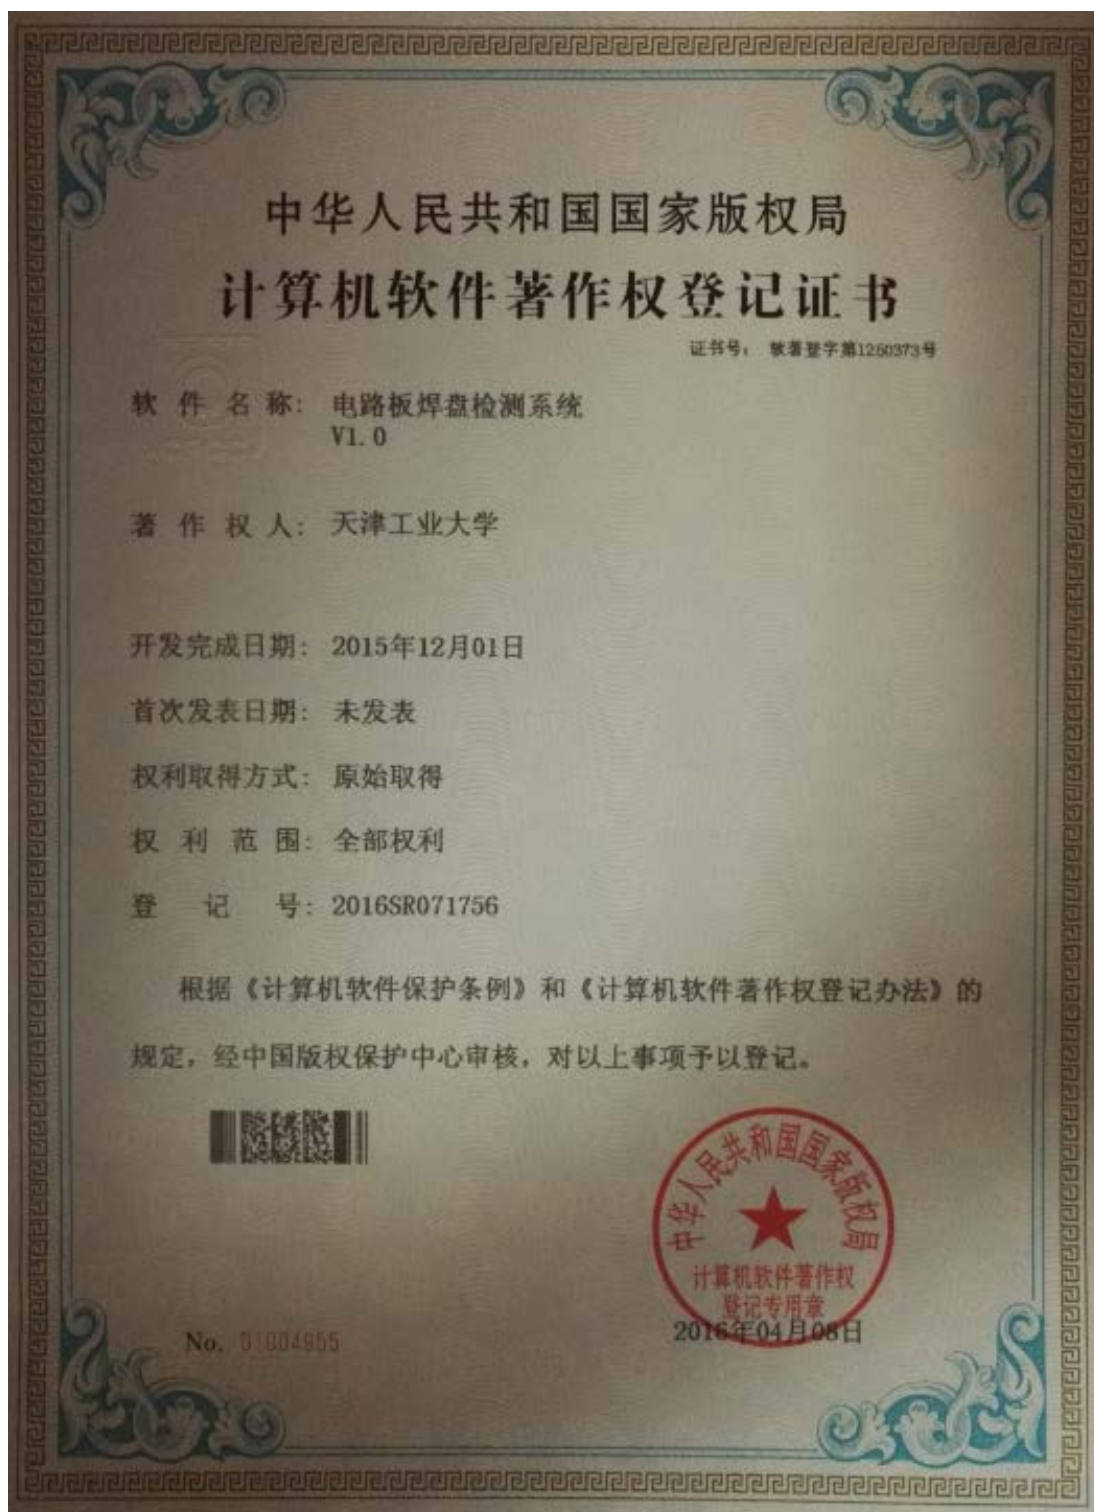 中华人民共和国国家版权局
计算机软件著作权登记证书
证书号: 软著登字第1250373号
软件名称: 电路板焊盘检测系统
V1.0
著作权人: 天津工业大学
开发完成日期: 2015年12月01日
首次发表日期: 未发表
权利取得方式: 原始取得
权利范围: 全部权利
登记号: 2016SR071756
根据《计算机软件保护条例》和《计算机软件著作权登记办法》的
规定，经中国版权保护中心审核，对以上事项予以登记。
中华人民共和国国家版权局
计算机软件著作权
登记专用章
2016年04月08日
No. 01004955